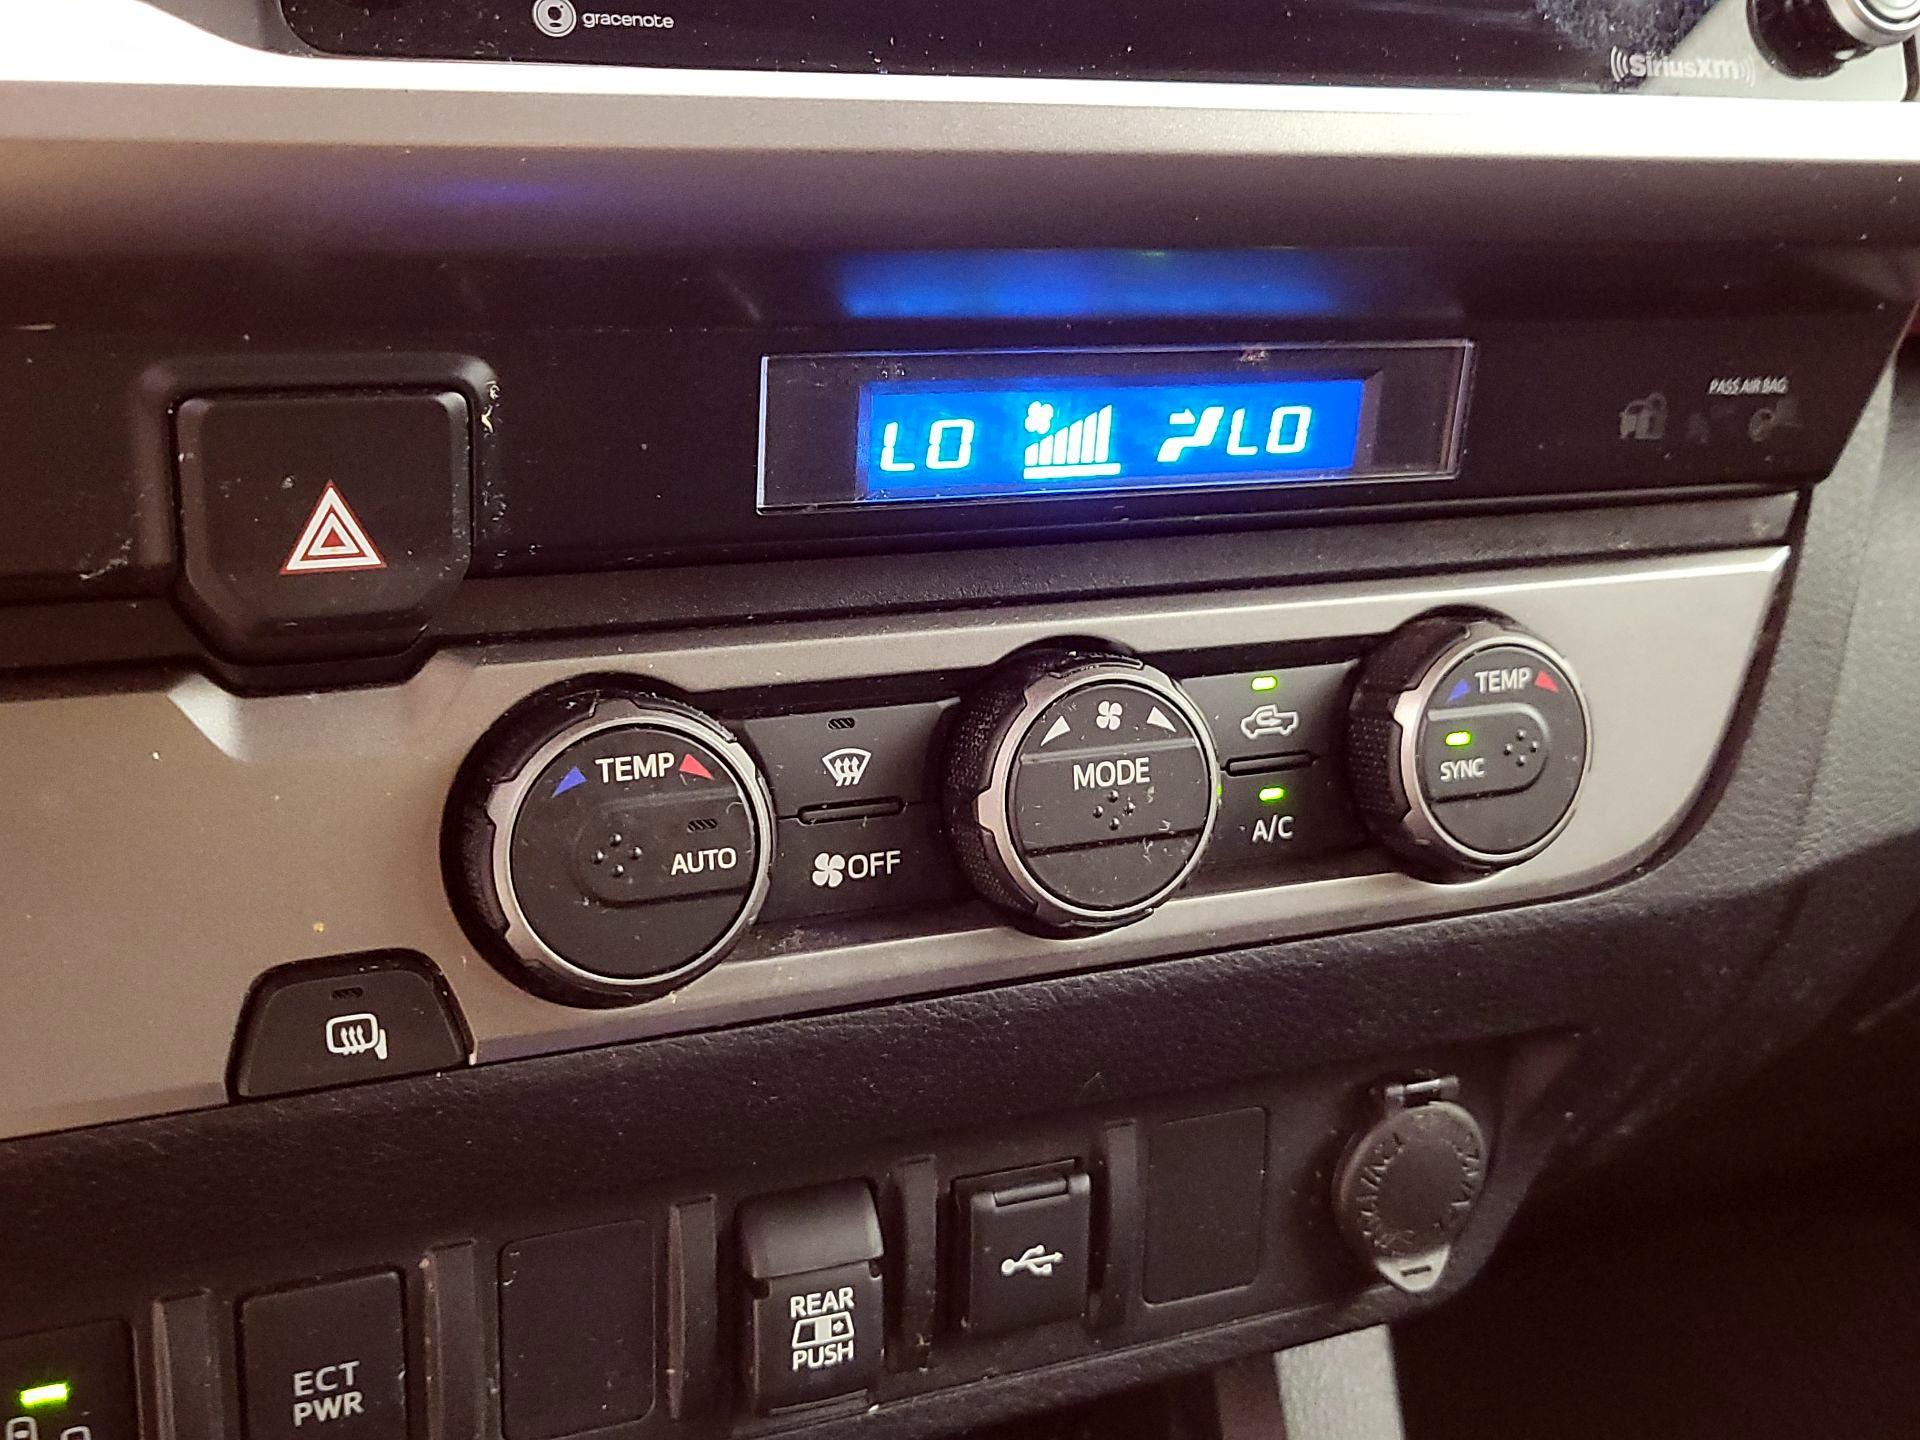 gracenote
SiriusXM
PASS AIR BAG
LO LO
TEMP
AUTO
OFF
MODE
A/C
TEMP
SYNC
REAR
PUSH
ECT
PWR